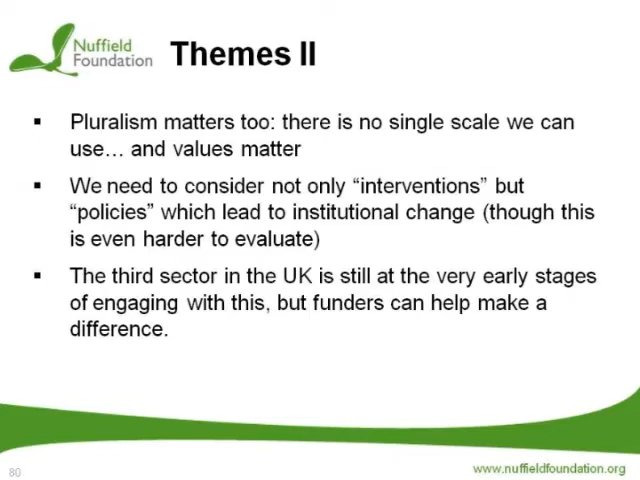 Nuffield
Foundation
Themes II
▪ Pluralism matters too: there is no single scale we can
use… and values matter
▪ We need to consider not only “interventions” but
“policies” which lead to institutional change (though this
is even harder to evaluate)
▪ The third sector in the UK is still at the very early stages
of engaging with this, but funders can help make a
difference.
80
www.nuffieldfoundation.org